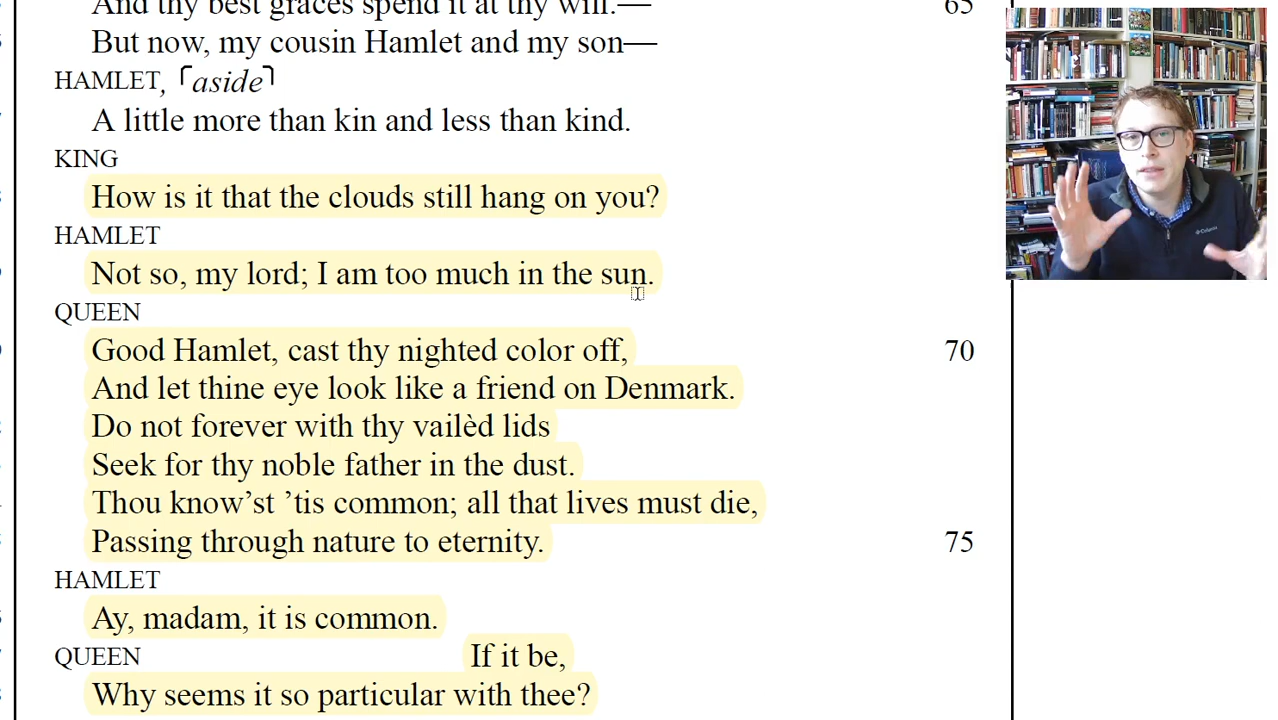 And thy best graces spend it at thy will.—
65
But now, my cousin Hamlet and my son—
HAMLET, ⌜aside⌝
A little more than kin and less than kind.
KING
How is it that the clouds still hang on you?
HAMLET
Not so, my lord; I am too much in the sun.
QUEEN
Good Hamlet, cast thy nighted color off,
70
And let thine eye look like a friend on Denmark.
Do not forever with thy vailèd lids
Seek for thy noble father in the dust.
Thou know’st ’tis common; all that lives must die,
Passing through nature to eternity.
75
HAMLET
Ay, madam, it is common.
QUEEN If it be,
Why seems it so particular with thee?
Columbia